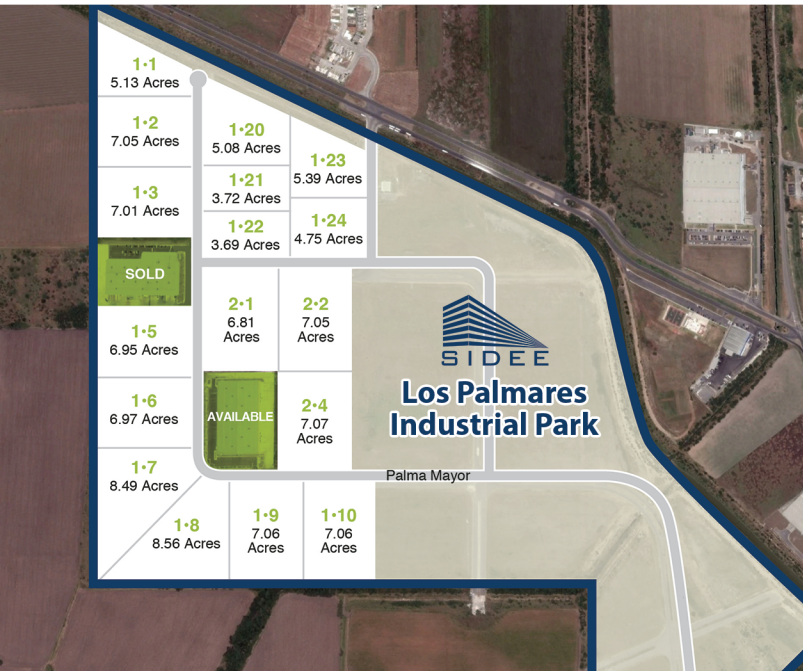 1•1
5.13 Acres
1•2
7.05 Acres
1•3
7.01 Acres
SOLD
1•5
6.95 Acres
1•6
6.97 Acres
1•7
8.49 Acres
1•8
8.56 Acres
1•9
7.06
Acres
1•10
7.06
Acres
1•20
5.08 Acres
1•21
3.72 Acres
1•22
3.69 Acres
1•23
5.39 Acres
1•24
4.75 Acres
2•1
6.81
Acres
2•2
7.05
Acres
AVAILABLE
2•4
7.07
Acres
SIDEE
Los Palmares
Industrial Park
Palma Mayor